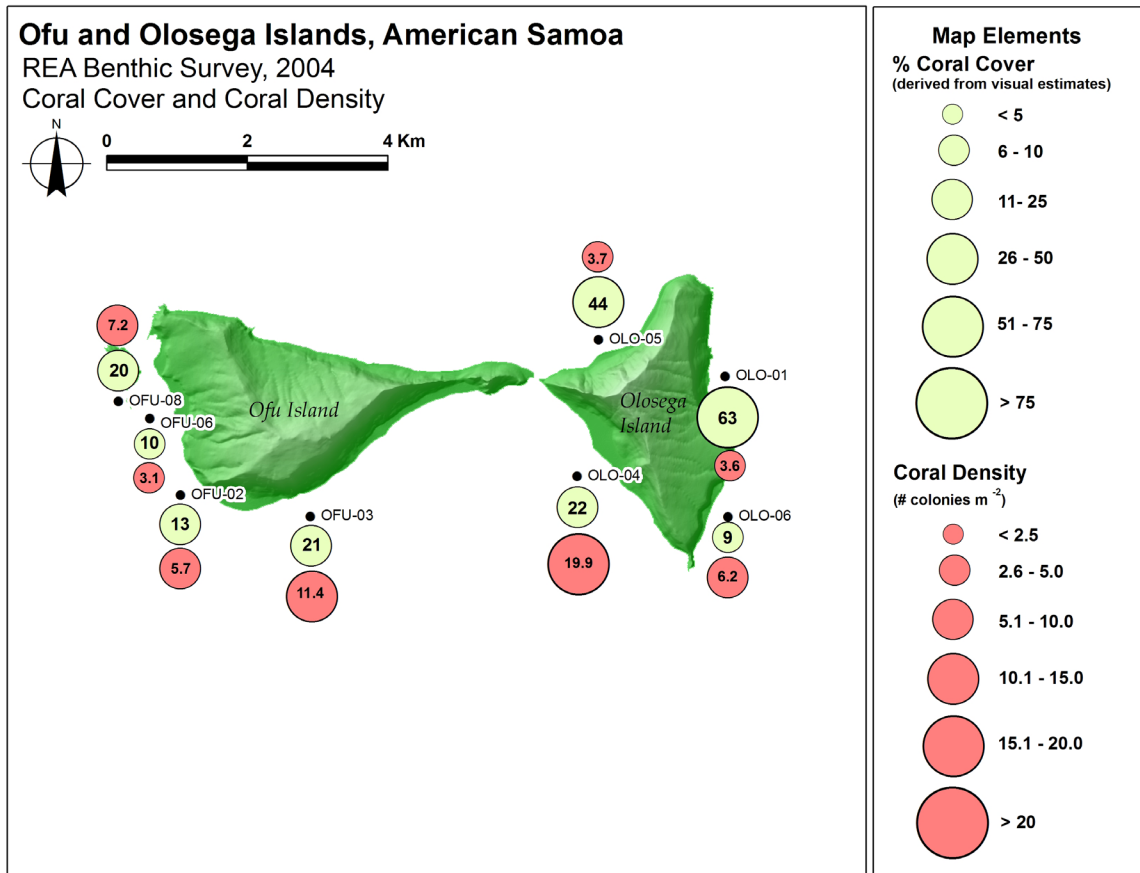 Ofu and Olosega Islands, American Samoa
REA Benthic Survey, 2004
Coral Cover and Coral Density
N
0 2 4 Km
3.7
44
OLO-05
7.2
20
OFU-08
OFU-06
10
3.1
OFU-02
13
5.7
Ofu Island
OFU-03
21
11.4
OLO-01
Olosega
Island
63
3.6
OLO-04
22
19.9
OLO-06
9
6.2
Map Elements
% Coral Cover
(derived from visual estimates)
< 5
6 - 10
11- 25
26 - 50
51 - 75
> 75
Coral Density
(# colonies m -2)
< 2.5
2.6 - 5.0
5.1 - 10.0
10.1 - 15.0
15.1 - 20.0
> 20